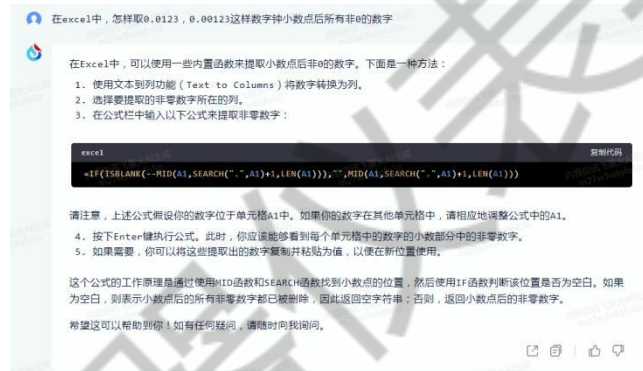 在excel中，怎样取0.0123，0.00123这样数字钟小数点后所有非0的数字
在Excel中，可以使用一些内置函数来提取小数点后非0的数字。下面是一种方法：
1. 使用文本到列功能（Text to Columns）将数字转换为列。
2. 选择要提取的非零数字所在的列。
3. 在公式栏中输入以下公式来提取非零数字：
excel 复制代码
=IF(ISBLANK(--MID(A1,SEARCH(".",A1)+1,LEN(A1))),"",MID(A1,SEARCH(".",A1)+1,LEN(A1)))
请注意，上述公式假设你的数字位于单元格A1中。如果你的数字在其他单元格中，请相应地调整公式中的A1。
4. 按下Enter键执行公式。此时，你应该能够看到每个单元格中的数字的小数部分中的非零数字。
5. 如果需要，你可以将这些提取出的数字复制并粘贴为值，以便在新位置使用。
这个公式的工作原理是通过使用MID函数和SEARCH函数找到小数点的位置，然后使用IF函数判断该位置是否为空白。如果
为空白，则表示小数点后的所有非零数字都已被删除，因此返回空字符串；否则，返回小数点后的非零数字。
希望这可以帮助到你！如有任何疑问，请随时向我询问。